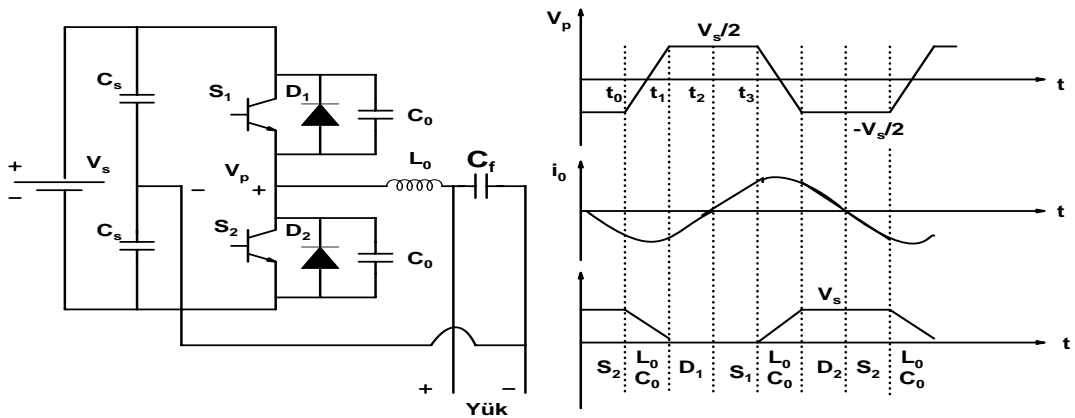 C_s
C_s
+
−
V_s
−
V_p
+
S_1
D_1
C_0
S_2
D_2
C_0
L_0
C_f
+
−
Yük
V_p
V_s/2
t_0
t_1
t_2
t_3
t
-V_s/2
i_0
t
V_s
t
S_2
L_0
C_0
D_1
S_1
L_0
C_0
D_2
S_2
L_0
C_0